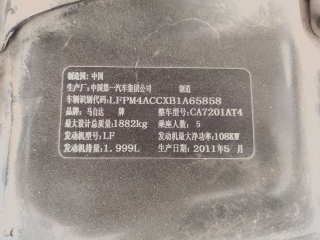 制造国：中国
生产厂：中国第一汽车集团公司 制造
车辆识别代码：LFPM4ACCXB1A65858
品牌：马自达 牌 整车型号：CA7201AT4
最大设计总质量：1882kg 乘座人数：5
发动机型号：LF 发动机最大净功率：108KW
发动机排量：1.999L 生产日期：2011年5月